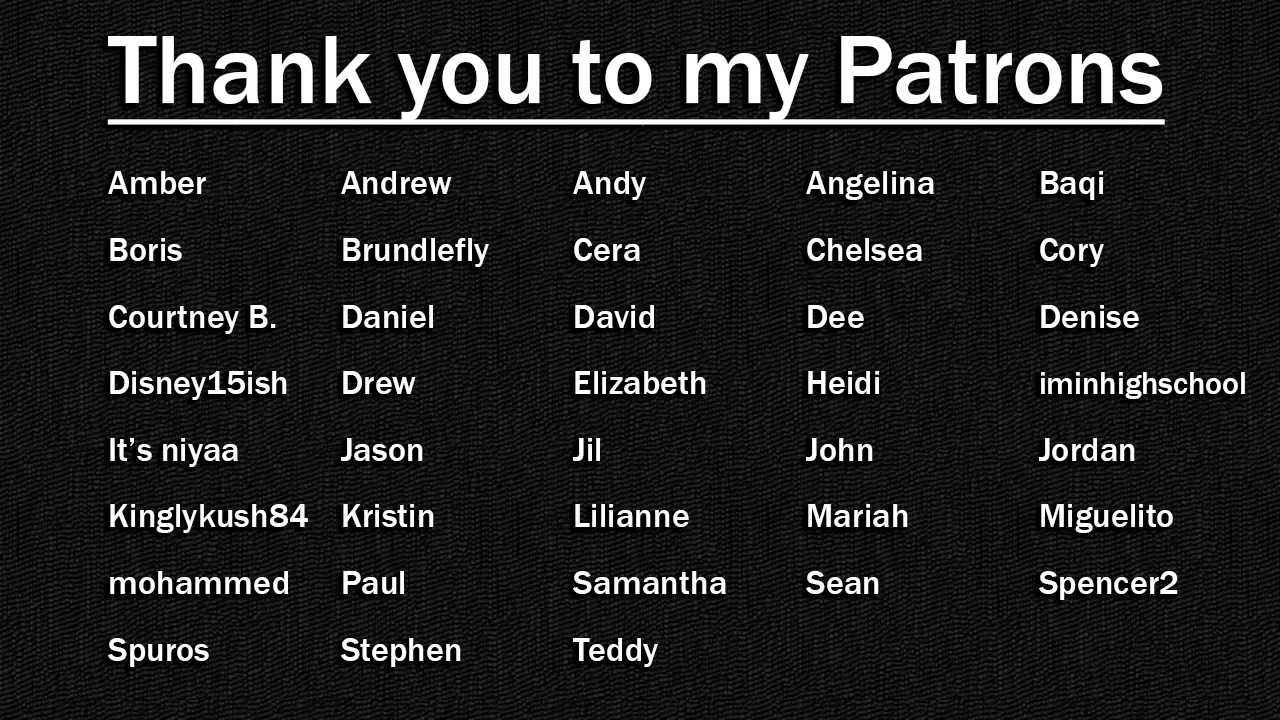 Thank you to my Patrons
Amber Andrew Andy Angelina Baqi
Boris Brundlefly Cera Chelsea Cory
Courtney B. Daniel David Dee Denise
Disney15ish Drew Elizabeth Heidi iminhighschool
It’s niyaa Jason Jil John Jordan
Kinglykush84 Kristin Lilianne Mariah Miguelito
mohammed Paul Samantha Sean Spencer2
Spuros Stephen Teddy